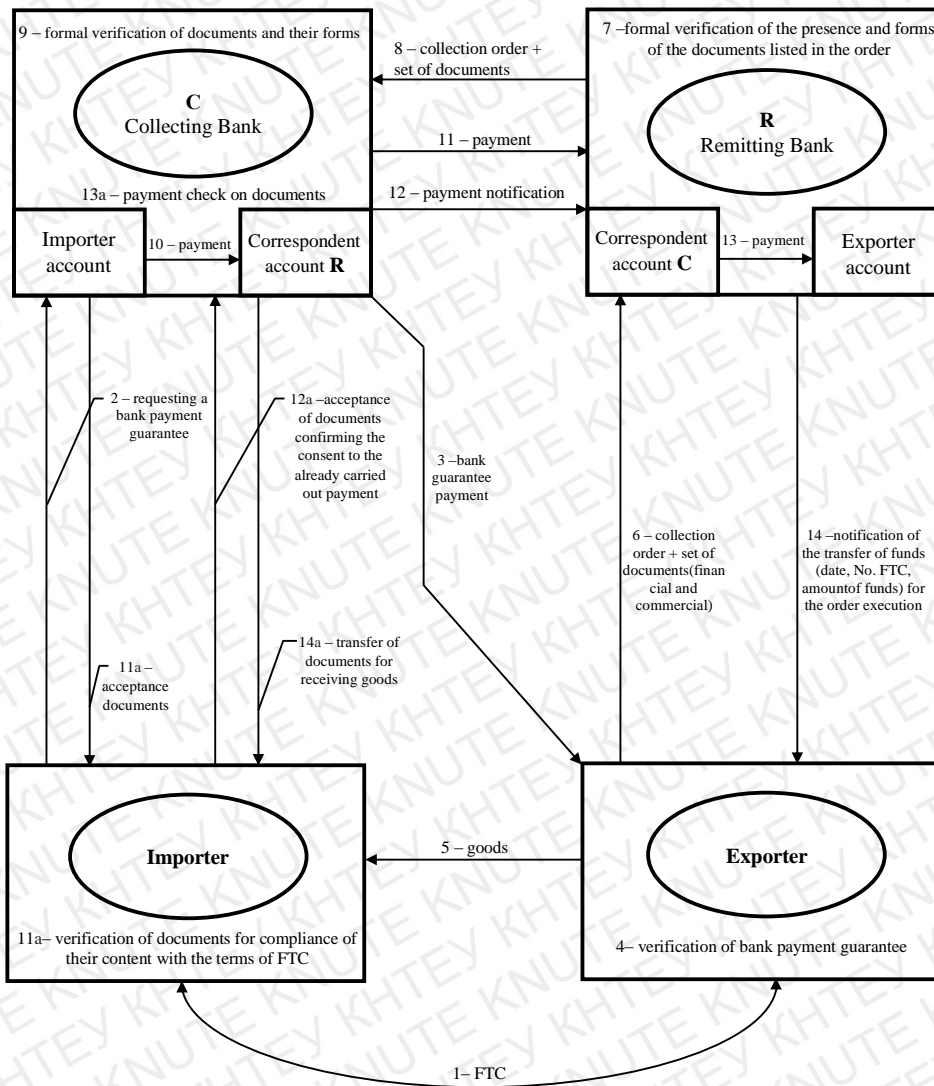 9 – formal verification of documents and their forms
C
Collecting Bank
13a – payment check on documents
Importer
account
10 – payment
Correspondent
account R
8 – collection order +
set of documents
11 – payment
12 – payment notification
7 –formal verification of the presence and forms
of the documents listed in the order
R
Remitting Bank
Correspondent
account C
13 – payment
Exporter
account
2 – requesting a
bank payment
guarantee
12a –acceptance
of documents
confirming the
consent to the
already carried
out payment
3 –bank
guarantee
payment
6 – collection
order + set of
documents(finan
cial and
commercial)
14 –notification of
the transfer of funds
(date, No. FTC,
amountof funds) for
the order execution
11a –
acceptance
documents
14a – transfer of
documents for
receiving goods
Importer
11a– verification of documents for compliance of
their content with the terms of FTC
5 – goods
Exporter
4– verification of bank payment guarantee
1– FTC
KNUTE КНТЕУ